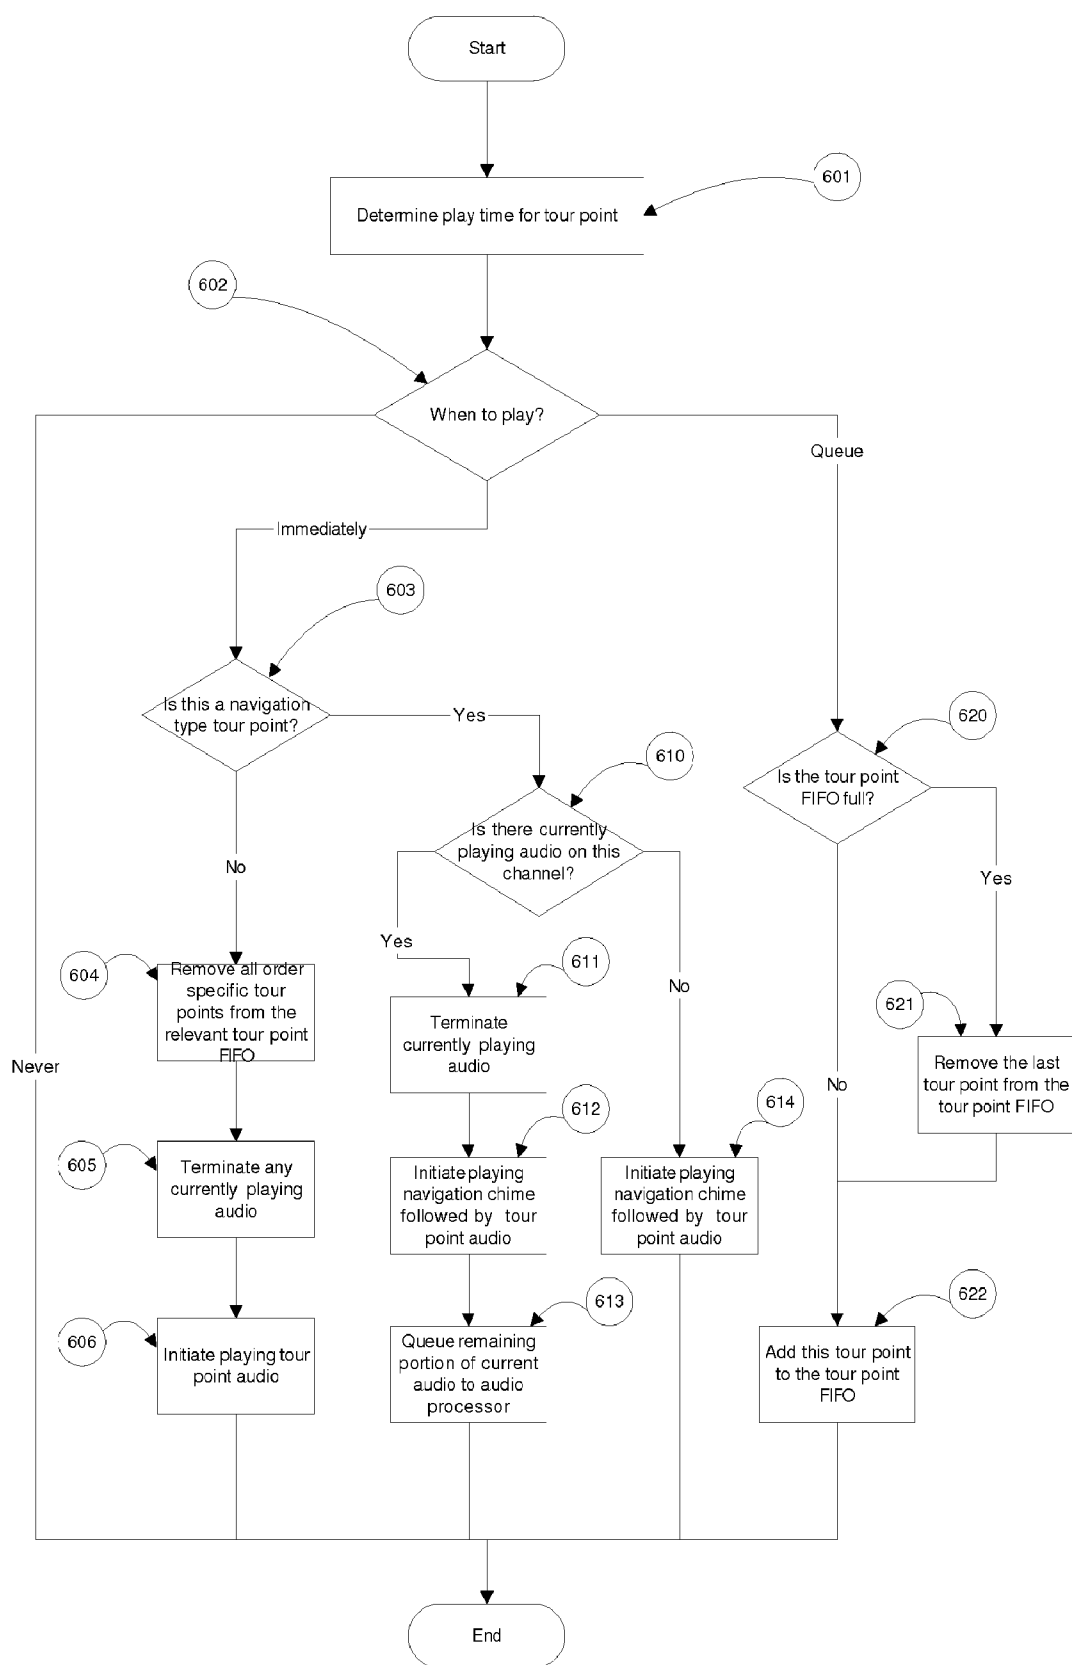 Start
601
Determine play time for tour point
602
When to play?
Queue
Immediately
603
Is this a navigation
type tour point?
Yes
620
610
Is the tour point
FIFO full?
Is there currently
playing audio on this
channel?
No
Yes
Yes
604
Remove all order
specific tour
points from the
relevant tour point
FIFO
611
No
621
Terminate
currently playing
audio
Never
Remove the last
tour point from the
tour point FIFO
No
612
614
605
Terminate any
currently playing
audio
Initiate playing
navigation chime
followed by tour
point audio
Initiate playing
navigation chime
followed by tour
point audio
613
622
606
Initiate playing tour
point audio
Queue remaining
portion of current
audio to audio
processor
Add this tour point
to the tour point
FIFO
End